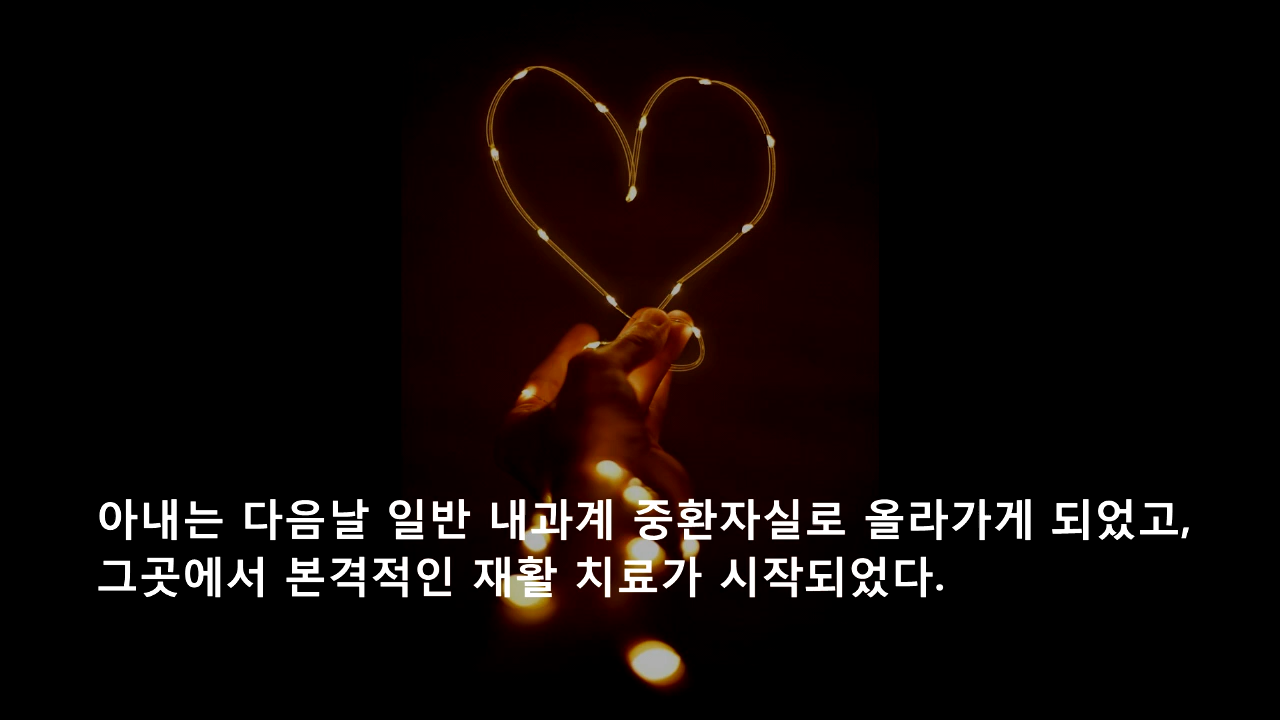 아내는 다음날 일반 내과계 중환자실로 올라가게 되었고,
그곳에서 본격적인 재활 치료가 시작되었다.